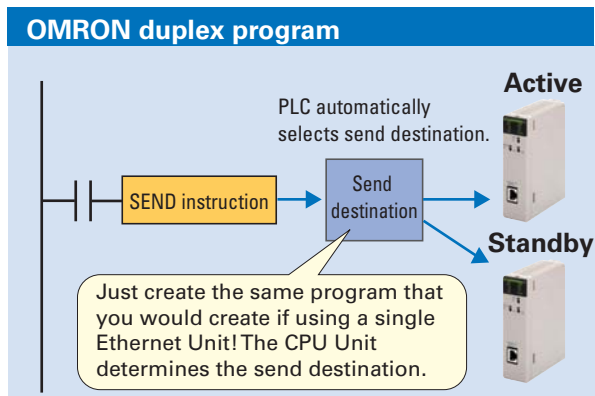 OMRON duplex program
Active
PLC automatically
selects send destination.
SEND instruction
Send
destination
Standby
Just create the same program that
you would create if using a single
Ethernet Unit! The CPU Unit
determines the send destination.